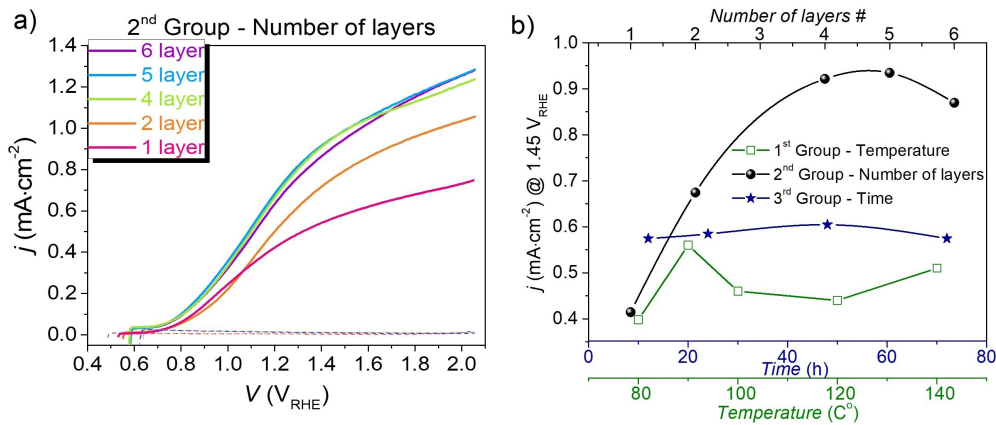 a)
2nd Group - Number of layers
1.4
1.2
1.0
0.8
0.6
0.4
0.2
0.0
j (mA·cm-2)
6 layer
5 layer
4 layer
2 layer
1 layer
0.4 0.6 0.8 1.0 1.2 1.4 1.6 1.8 2.0
V (VRHE)
b)
Number of layers #
1 2 3 4 5 6
1.0
0.9
0.8
0.7
0.6
0.5
0.4
j (mA·cm-2) @ 1.45 VRHE
1st Group - Temperature
2nd Group - Number of layers
3rd Group - Time
0 20 40 60 80
Time (h)
80 100 120 140
Temperature (Co)